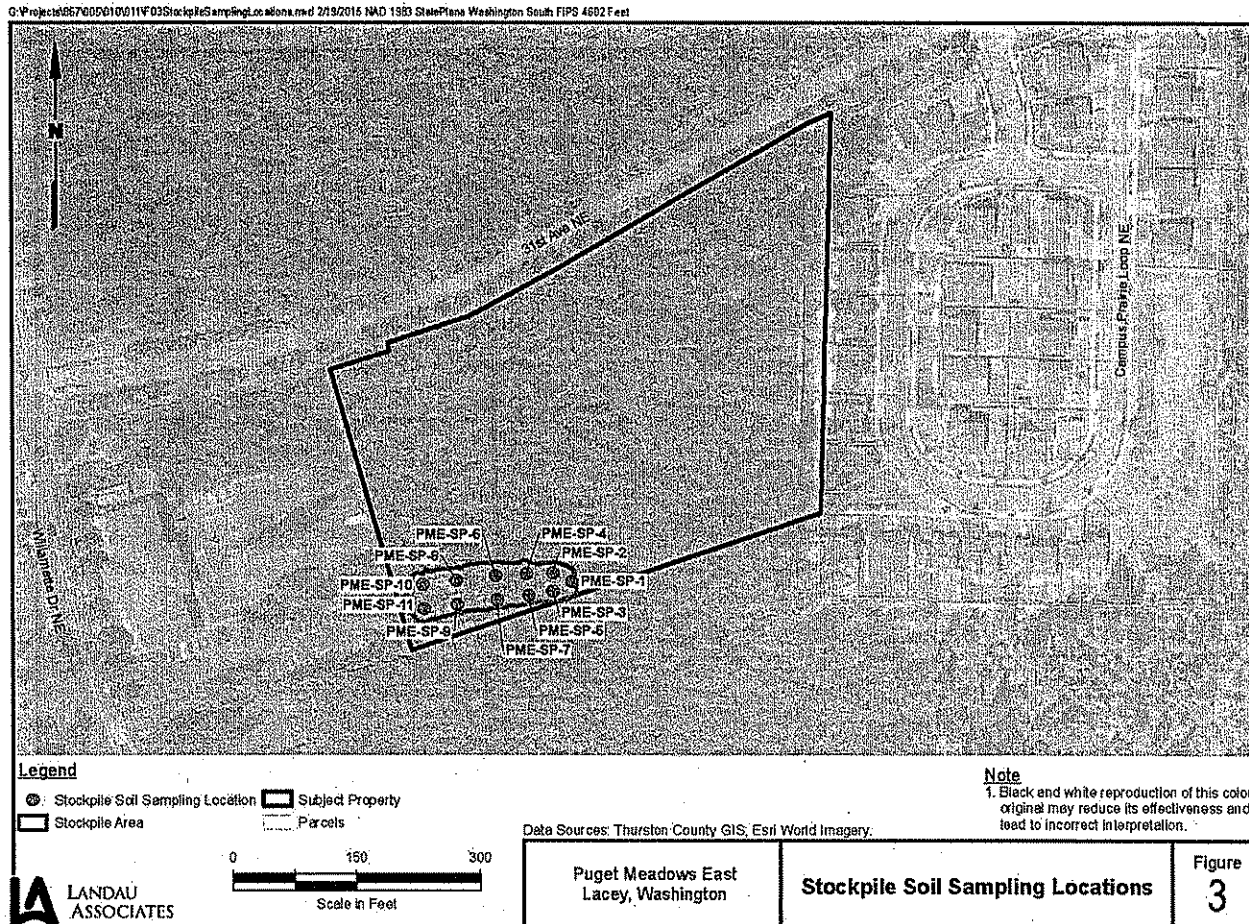 G:\Projects\867\005\010\011\F03StockpileSamplingLocations.mxd 2/19/2015 NAD 1983 StatePlane Washington South FIPS 4602 Feet
N
31st Ave NE
Campus Prairie Loop NE
Willamette Dr NE
PME-SP-6
PME-SP-4
PME-SP-8
PME-SP-2
PME-SP-10
PME-SP-1
PME-SP-11
PME-SP-3
PME-SP-9
PME-SP-5
PME-SP-7
Legend
Stockpile Soil Sampling Location
Subject Property
Stockpile Area
Parcels
Note
1. Black and white reproduction of this color
original may reduce its effectiveness and
lead to incorrect interpretation.
Data Sources: Thurston County GIS, Esri World Imagery.
0 150 300
Scale in Feet
LANDAU
ASSOCIATES
Puget Meadows East
Lacey, Washington
Stockpile Soil Sampling Locations
Figure
3